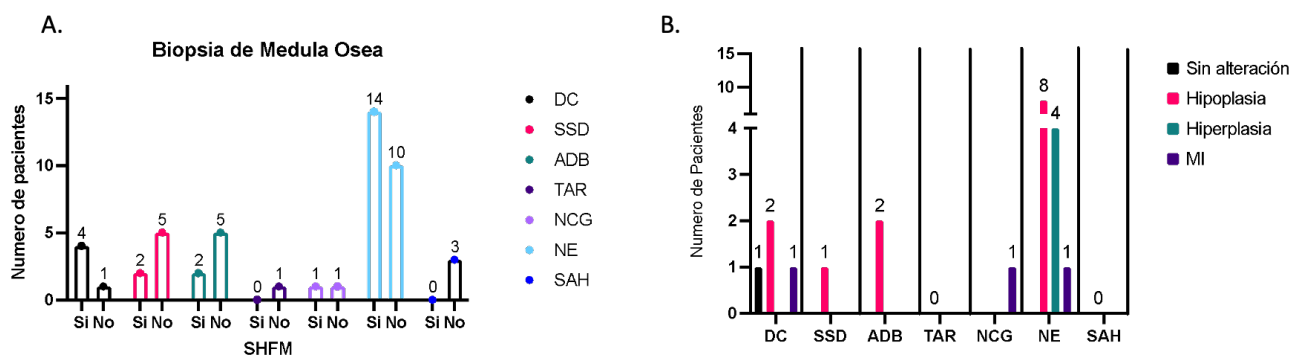 A.
Biopsia de Medula Osea
Numero de pacientes
15
10
5
0
4
1
2
5
2
5
0
1
1
1
14
10
0
3
Si No Si No Si No Si No Si No Si No Si No
SHFM
DC
SSD
ADB
TAR
NCG
NE
SAH
B.
Numero de Pacientes
15
10
4
3
2
1
0
1
2
1
1
2
0
1
8
4
1
0
DC SSD ADB TAR NCG NE SAH
Sin alteración
Hipoplasia
Hiperplasia
MI